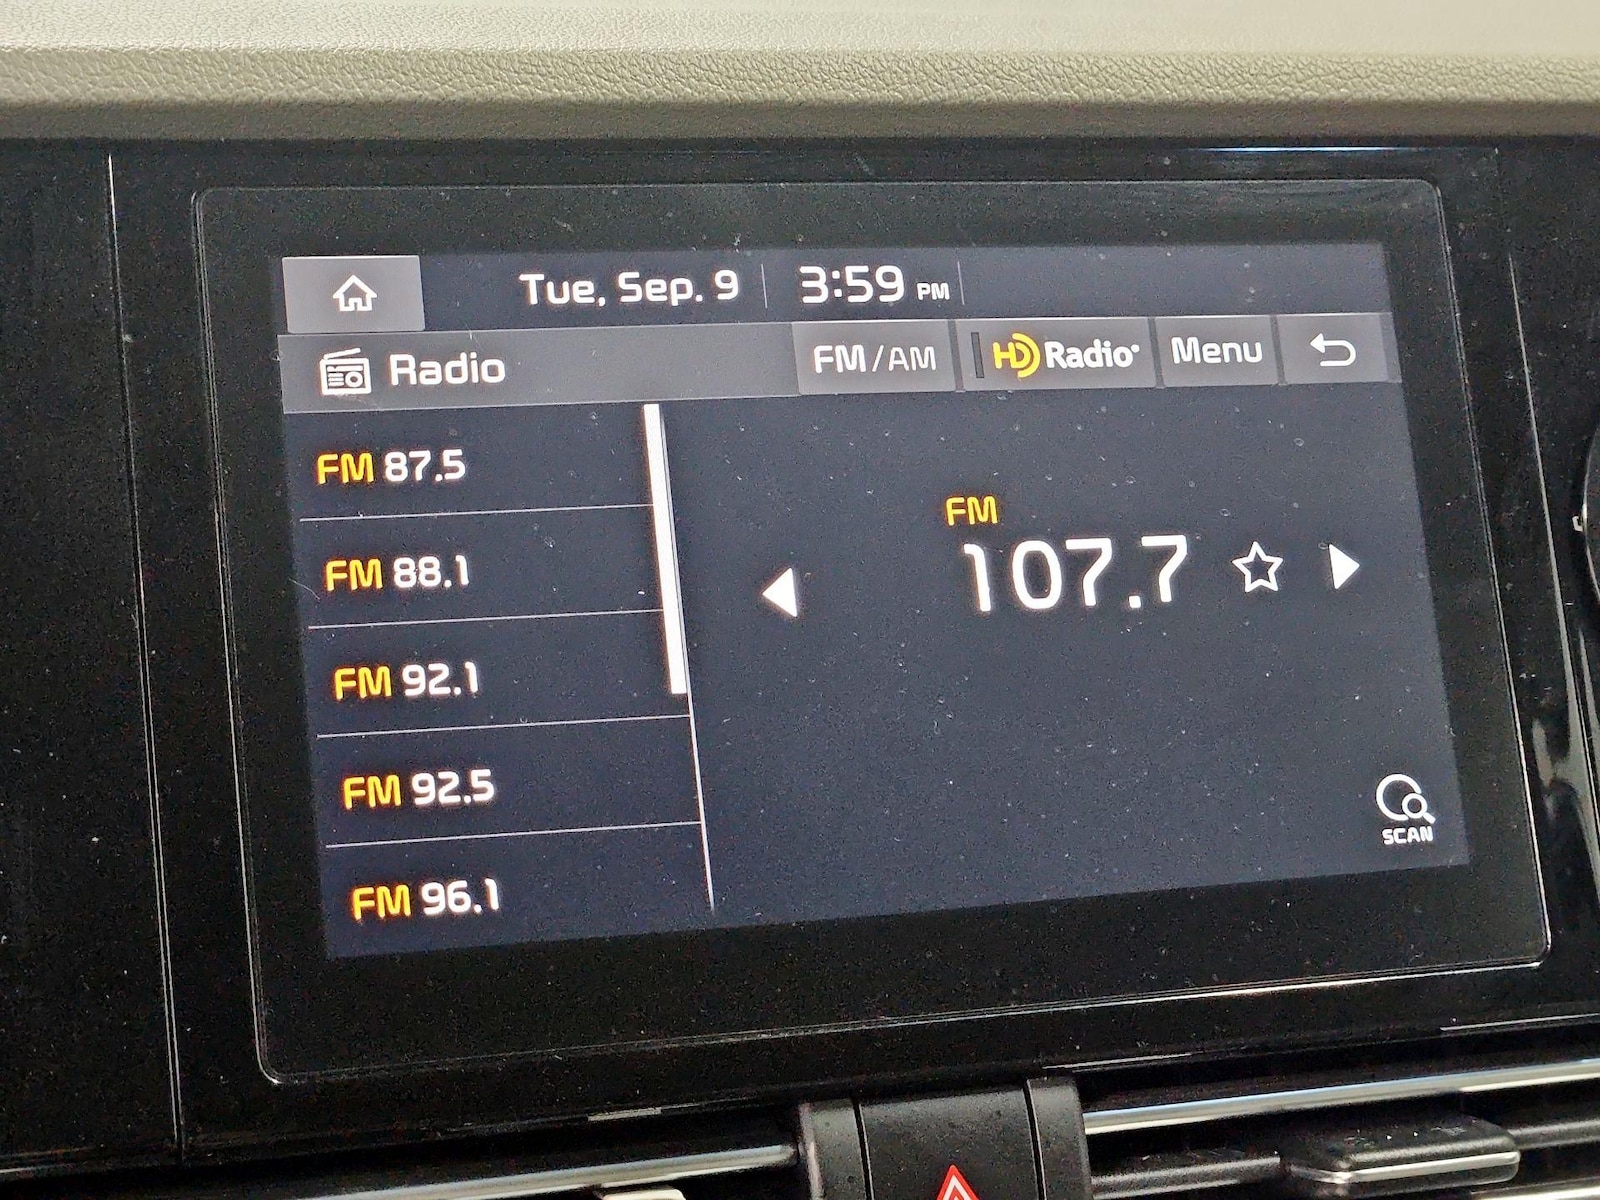 Tue, Sep. 9 3:59 PM
Radio FM/AM HD Radio Menu
FM 87.5
FM 88.1
FM 92.1
FM 92.5
FM 96.1
FM
107.7
SCAN